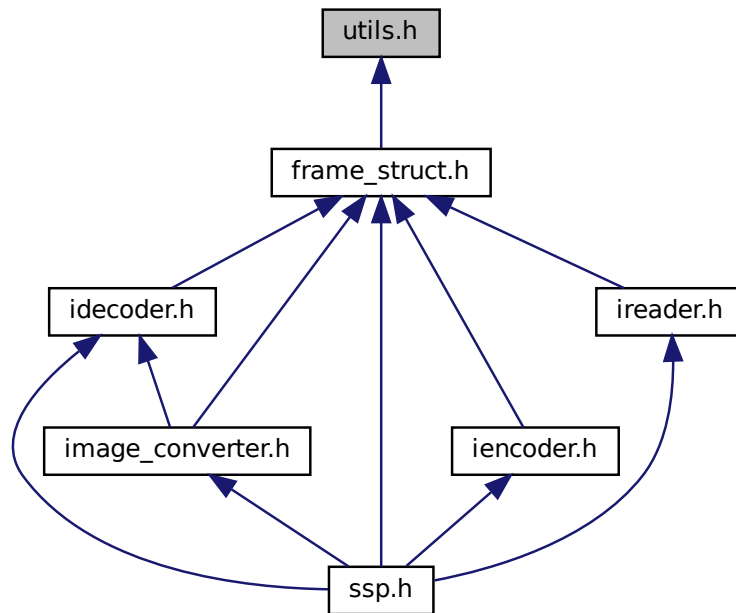 utils.h
frame_struct.h
idecoder.h
ireader.h
image_converter.h
iencoder.h
ssp.h